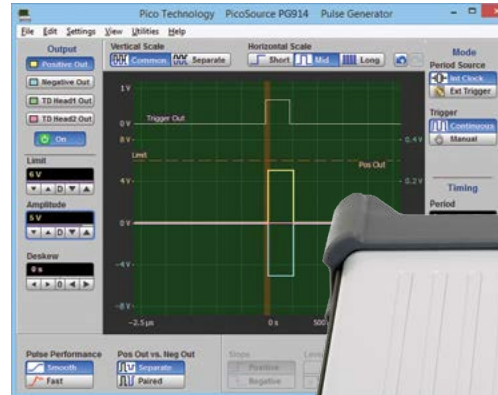 Pico Technology PicoSource PG914 Pulse Generator
File Edit Settings View Utilities Help
Output
Positive Out
Negative Out
TD Head1 Out
TD Head2 Out
On
Limit
6 V
D
Amplitude
5 V
D
Deskew
0 s
0
Vertical Scale
Common Separate
Horizontal Scale
Short Mid Long
1 V
Trigger Out
0 V
8 V
0.4 V
Limit
Pos Out
4 V
0.2 V
0 V
-4 V
-8 V
-2.5 µs 0 s 500
Mode
Period Source
Int Clock
Ext Trigger
Trigger
Continuous
Manual
Timing
Period
Pulse Performance
Smooth
Fast
Pos Out vs. Neg Out
Separate
Paired
Slope
Positive
Negative